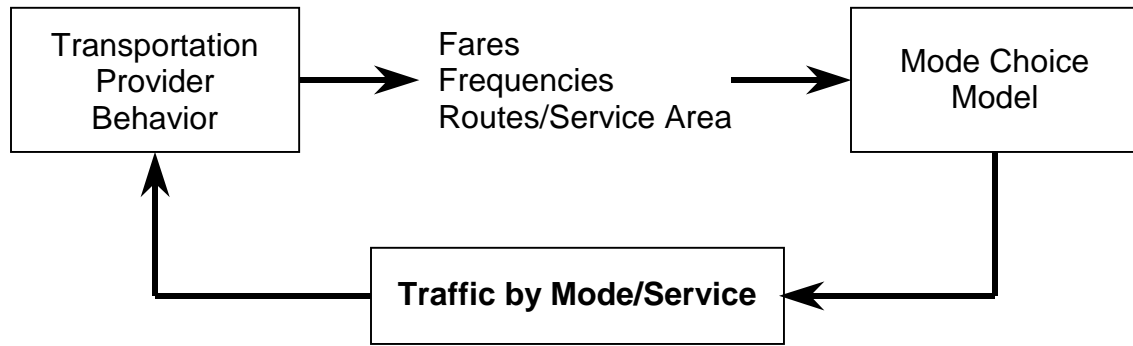 Transportation
Provider
Behavior
Fares
Frequencies
Routes/Service Area
Mode Choice
Model
Traffic by Mode/Service